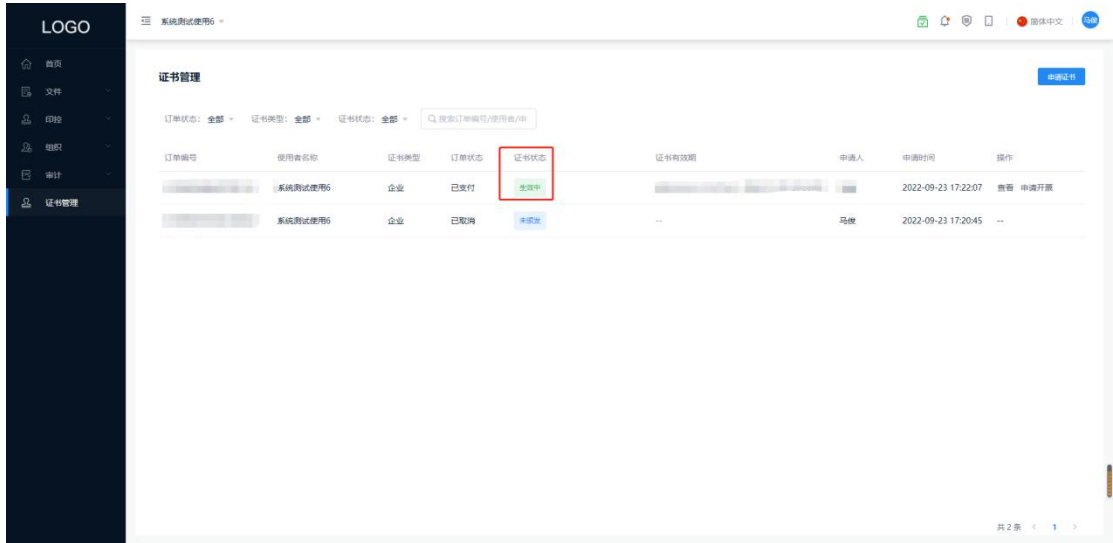 LOGO
系统测试使用6
简体中文
马俊
首页
文件
印控
组织
审计
证书管理
证书管理
申请证书
订单状态：全部 证书类型：全部 证书状态：全部 搜索订单编号/使用者/申
订单编号 使用者名称 证书类型 订单状态 证书状态 证书有效期 申请人 申请时间 操作
系统测试使用6 企业 已支付 生效中 2022-09-23 17:22:07 查看 申请开票
系统测试使用6 企业 已取消 未颁发 -- 马俊 2022-09-23 17:20:45 --
共 2 条 < 1 >